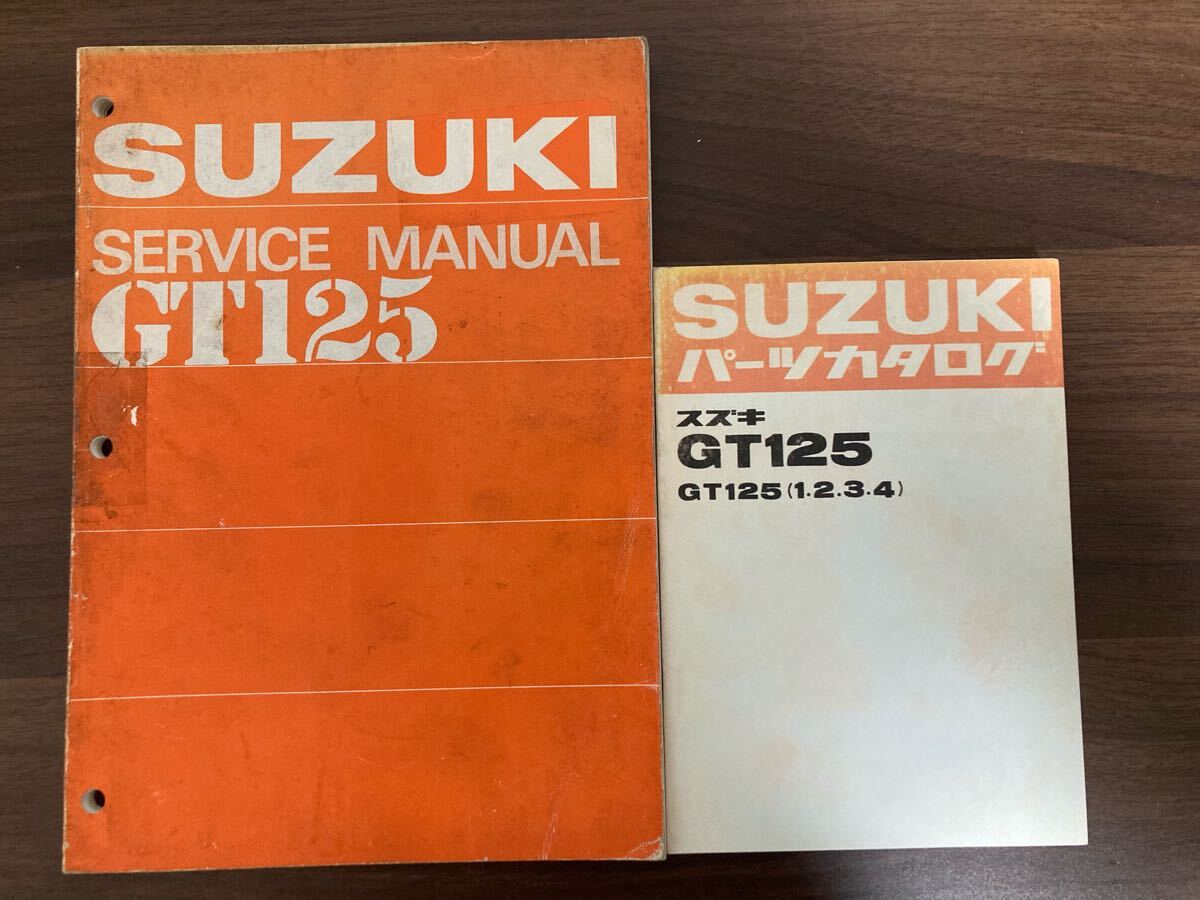 SUZUKI
SERVICE MANUAL
GT125
SUZUKI
パーツカタログ
スズキ
GT125
GT125(1·2·3·4)